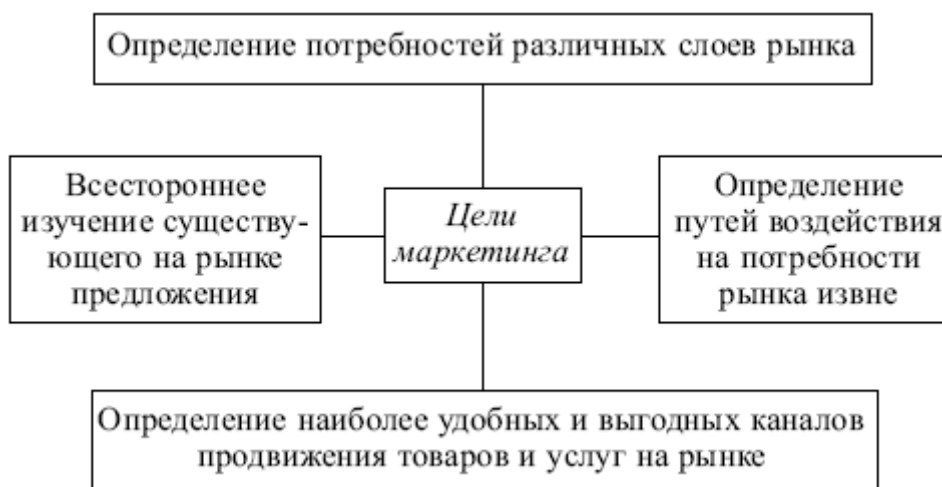 Определение потребностей различных слоев рынка
Всестороннее
изучение существу-
ющего на рынке
предложения
Цели
маркетинга
Определение
путей воздействия
на потребности
рынка извне
Определение наиболее удобных и выгодных каналов
продвижения товаров и услуг на рынке